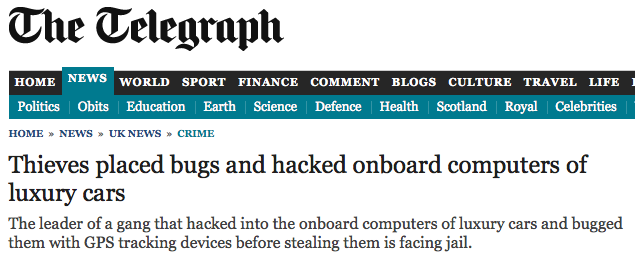 The Telegraph
HOME NEWS WORLD SPORT FINANCE COMMENT BLOGS CULTURE TRAVEL LIFE
Politics Obits Education Earth Science Defence Health Scotland Royal Celebrities
HOME » NEWS » UK NEWS » CRIME
Thieves placed bugs and hacked onboard computers of
luxury cars
The leader of a gang that hacked into the onboard computers of luxury cars and bugged
them with GPS tracking devices before stealing them is facing jail.